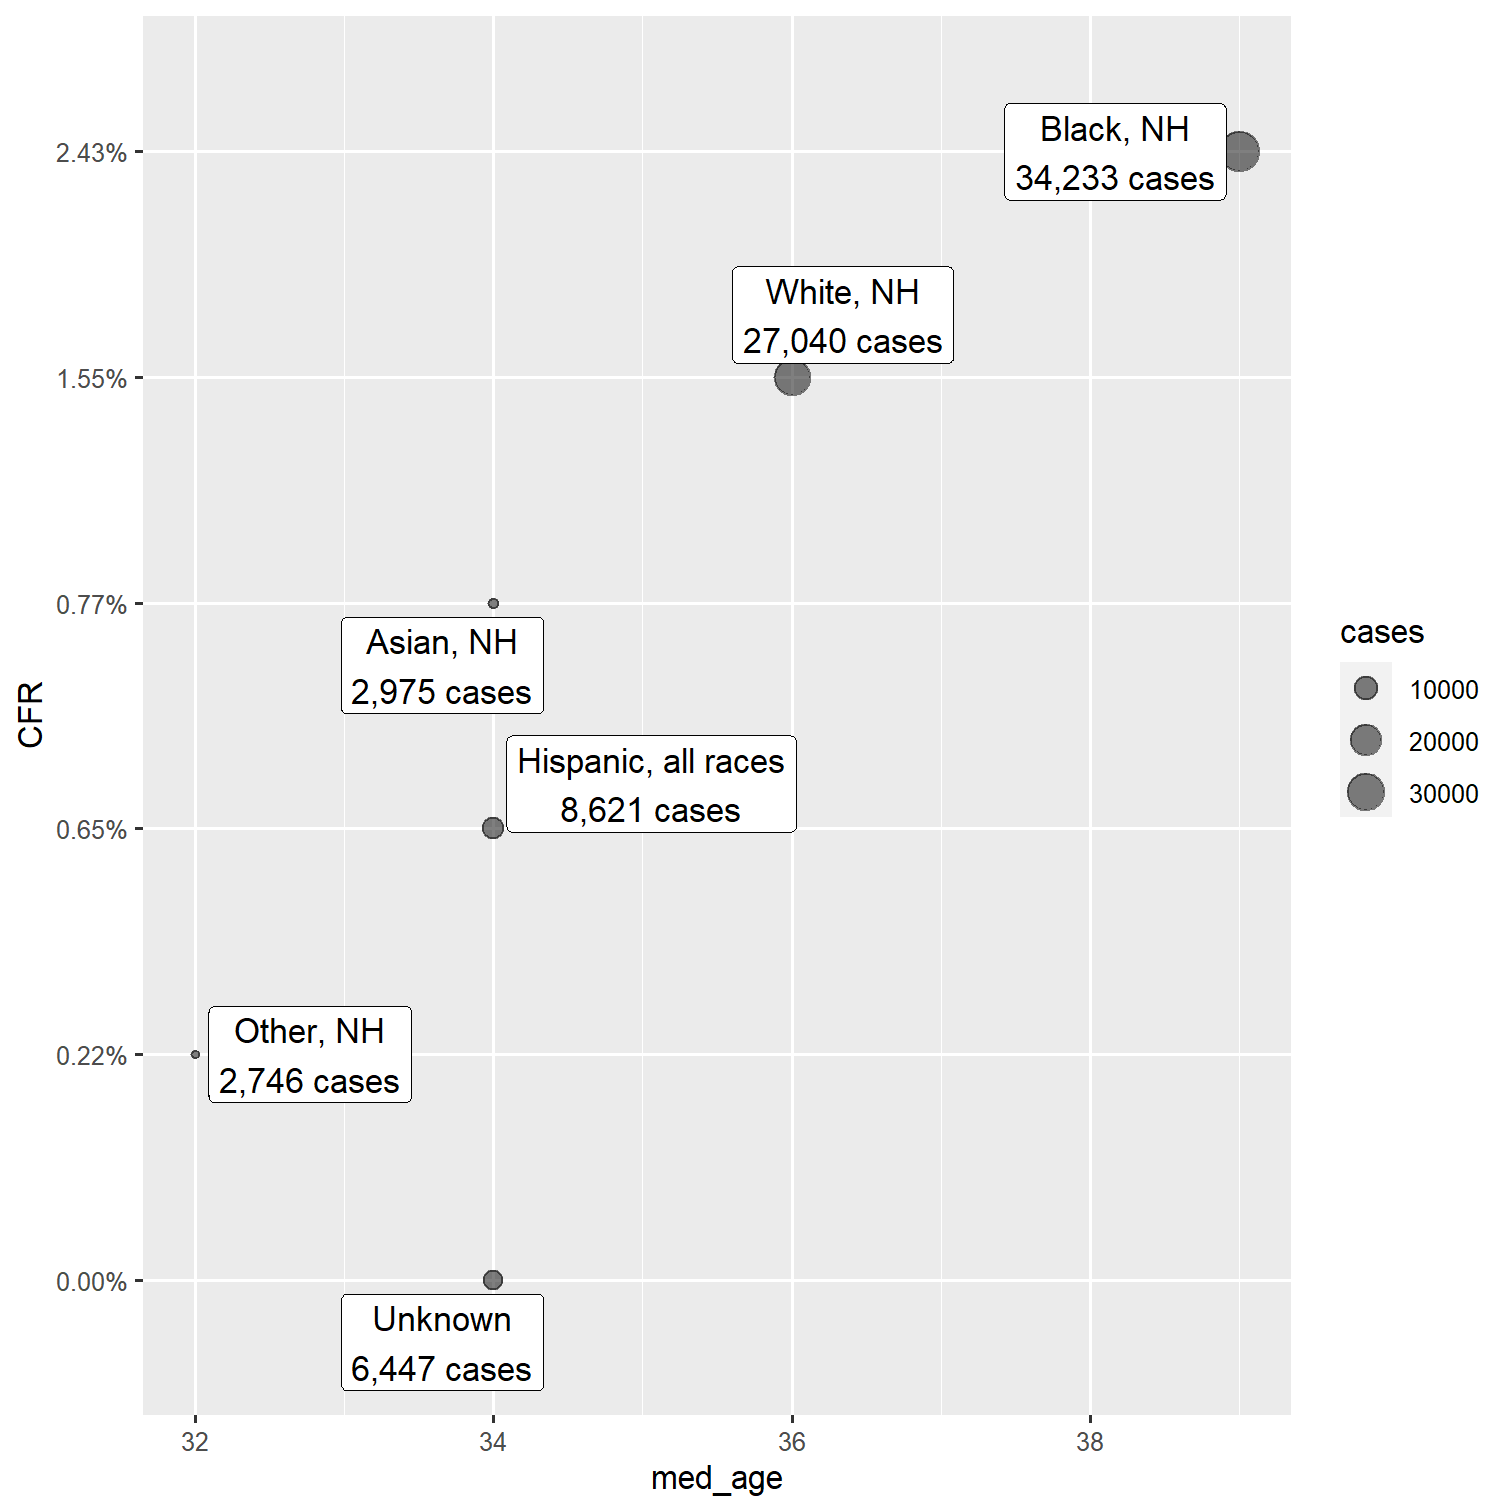 Black, NH
34,233 cases
2.43%
White, NH
27,040 cases
1.55%
0.77%
Asian, NH
2,975 cases
Hispanic, all races
8,621 cases
0.65%
Other, NH
2,746 cases
0.22%
0.00%
Unknown
6,447 cases
CFR
32
34
36
38
med_age
cases
10000
20000
30000